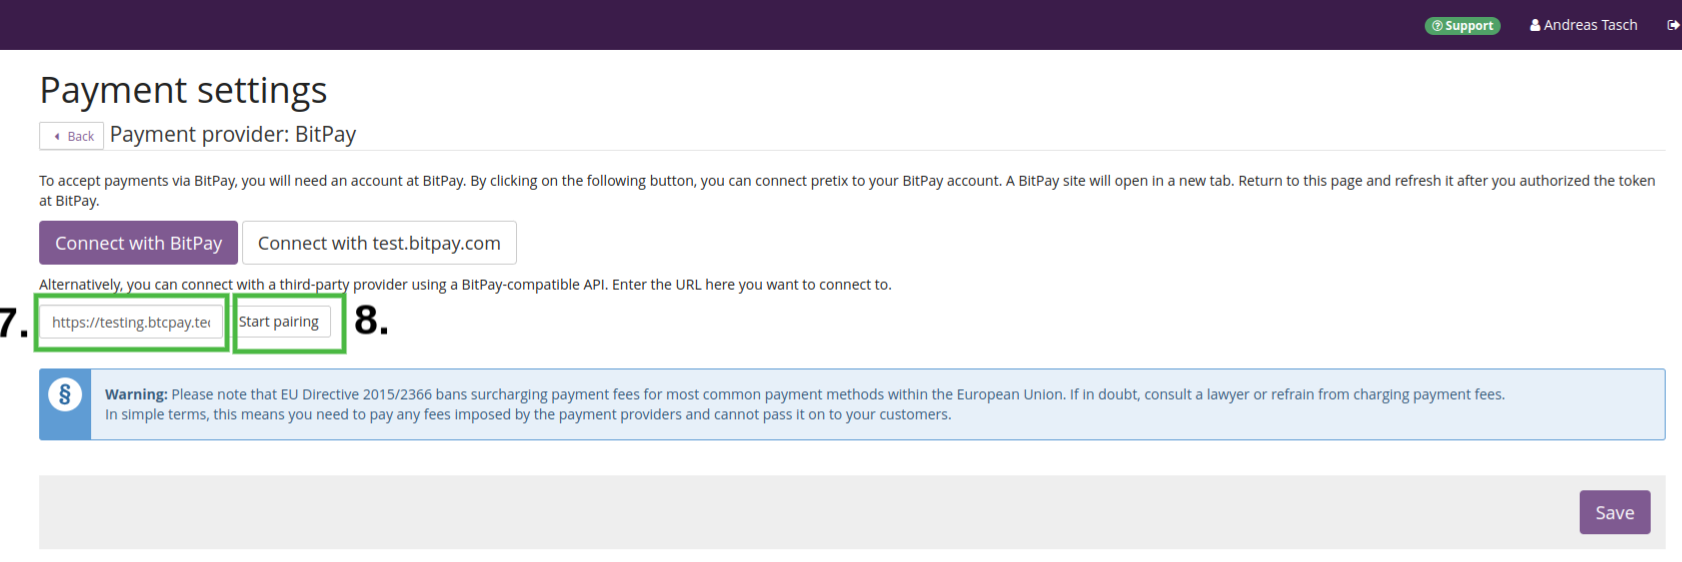 Support Andreas Tasch
Payment settings
Back Payment provider: BitPay
To accept payments via BitPay, you will need an account at BitPay. By clicking on the following button, you can connect pretix to your BitPay account. A BitPay site will open in a new tab. Return to this page and refresh it after you authorized the token
at BitPay.
Connect with BitPay Connect with test.bitpay.com
Alternatively, you can connect with a third-party provider using a BitPay-compatible API. Enter the URL here you want to connect to.
7. https://testing.btcpay.te Start pairing 8.
§ Warning: Please note that EU Directive 2015/2366 bans surcharging payment fees for most common payment methods within the European Union. If in doubt, consult a lawyer or refrain from charging payment fees.
In simple terms, this means you need to pay any fees imposed by the payment providers and cannot pass it on to your customers.
Save